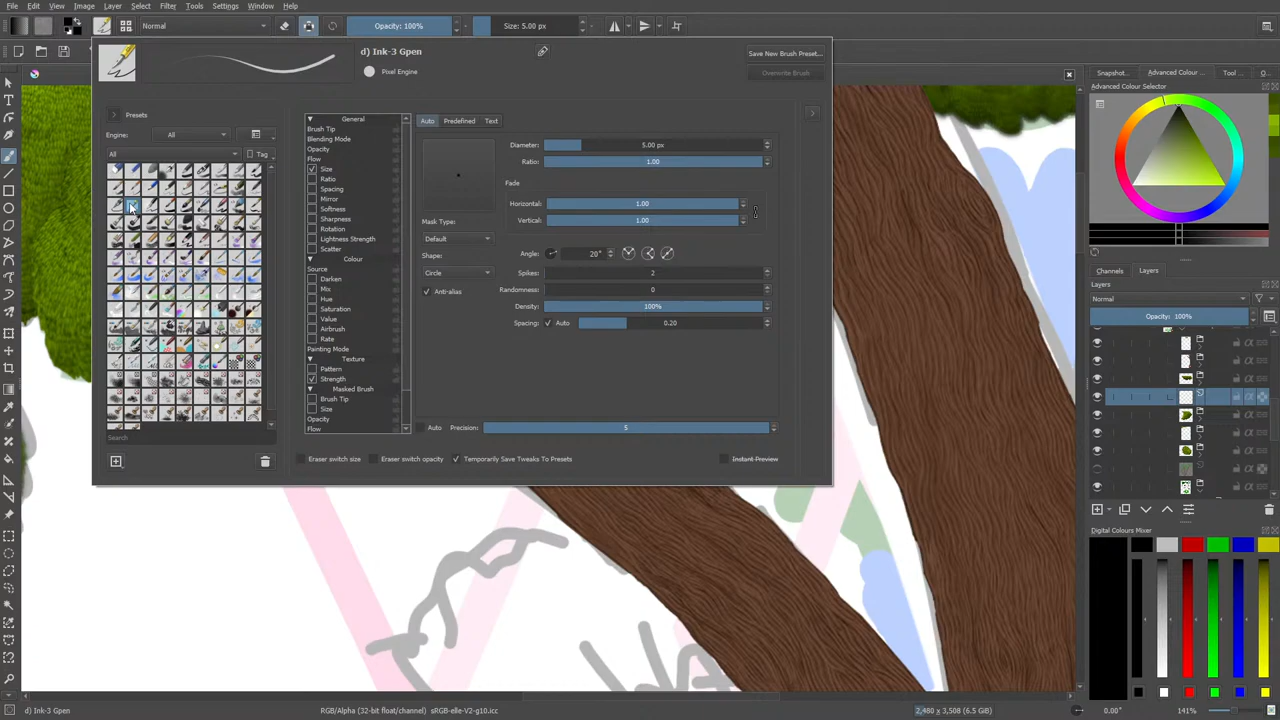 File Edit View Image Layer Select Filter Tools Settings Window Help
Normal Opacity: 100% Size: 5.00 px
d) Ink-3 Gpen Save New Brush Preset...
Pixel Engine Overwrite Brush
Snapshot... Advanced Colour ... Tool ... O...
Advanced Colour Selector
Presets
Engine: All
All Tag
General
Brush Tip
Blending Mode
Opacity
Flow
Size
Ratio
Spacing
Mirror
Softness
Sharpness
Rotation
Lightness Strength
Scatter
Colour
Source
Darken
Mix
Hue
Saturation
Value
Airbrush
Rate
Painting Mode
Texture
Pattern
Strength
Masked Brush
Brush Tip
Size
Opacity
Flow
Auto Predefined Text
Diameter: 5.00 px
Ratio: 1.00
Fade
Horizontal: 1.00
Mask Type: Vertical: 1.00
Default
Shape: Angle: 20°
Circle Spikes: 2
Anti-alias Randomness: 0
Density: 100%
Spacing: Auto 0.20
Auto Precision: 5
Search
Eraser switch size Eraser switch opacity Temporarily Save Tweaks To Presets Instant Preview
Channels Layers
Layers
Normal
Opacity: 100%
Digital Colours Mixer
WA
d) Ink-3 Gpen RGB/Alpha (32-bit float/channel) sRGB-elle-V2-g10.icc 2,480 x 3,508 (6.5 GiB) 0.00° 141%